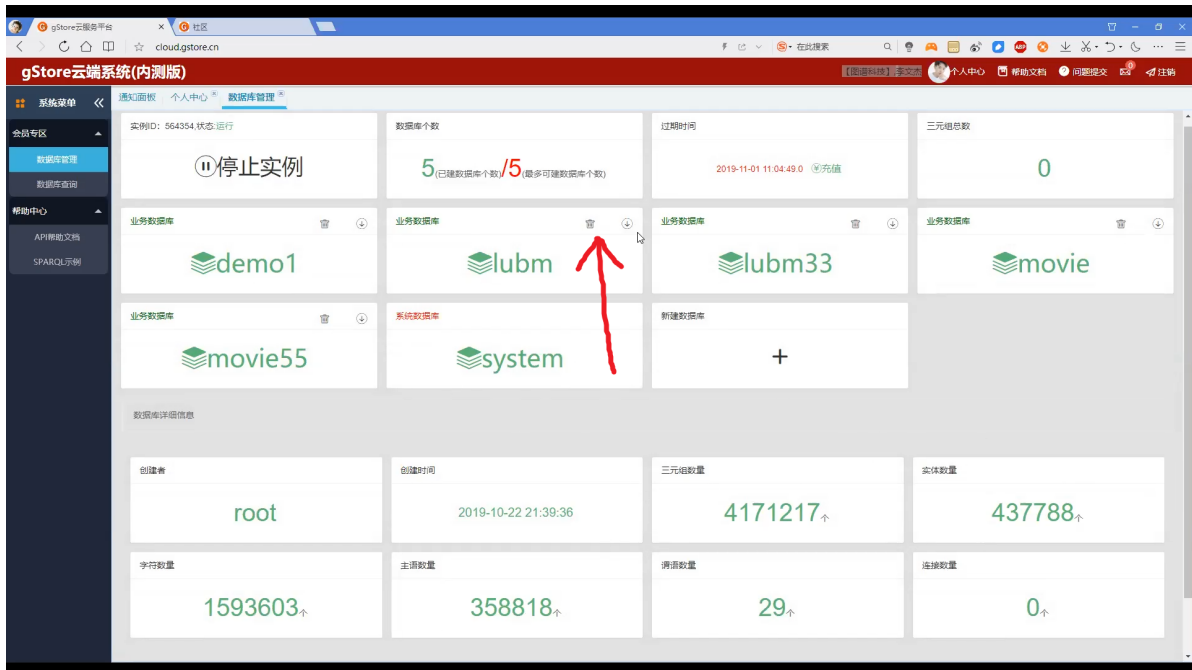 gStore云服务平台
社区
cloud.gstore.cn
在此搜索
gStore云端系统(内测版)
【图谱科技】,李文杰
个人中心
帮助文档
问题提交
0
注销
系统菜单
通知面板
个人中心
数据库管理
会员专区
数据库管理
数据库查询
帮助中心
API帮助文档
SPARQL示例
实例ID：564354,状态:运行
停止实例
数据库个数
5(已建数据库个数)/5(最多可建数据库个数)
过期时间
2019-11-01 11:04:49.0 充值
三元组总数
0
业务数据库
demo1
业务数据库
lubm
业务数据库
lubm33
业务数据库
movie
业务数据库
movie55
系统数据库
system
新建数据库
+
数据库详细信息
创建者
root
创建时间
2019-10-22 21:39:36
三元组数量
4171217个
实体数量
437788个
字符数量
1593603个
主语数量
358818个
谓语数量
29个
连接数量
0个